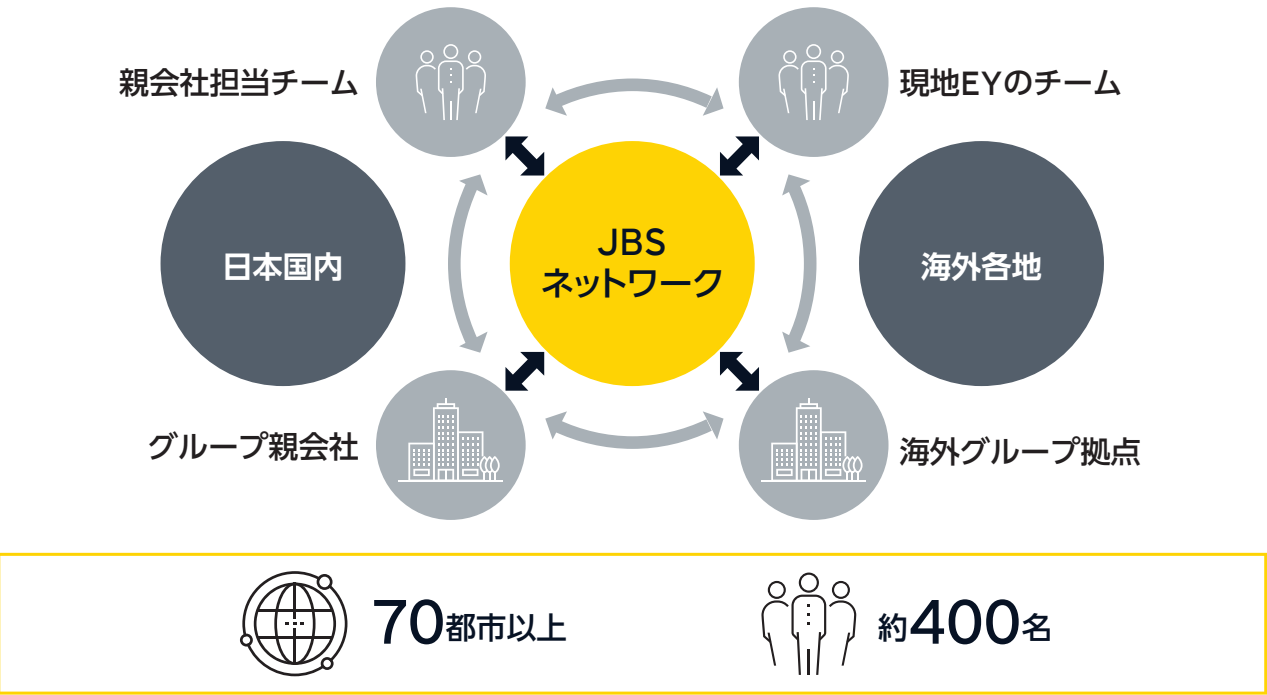 親会社担当チーム
現地EYのチーム
日本国内
JBS
ネットワーク
海外各地
グループ親会社
海外グループ拠点
70都市以上
約400名